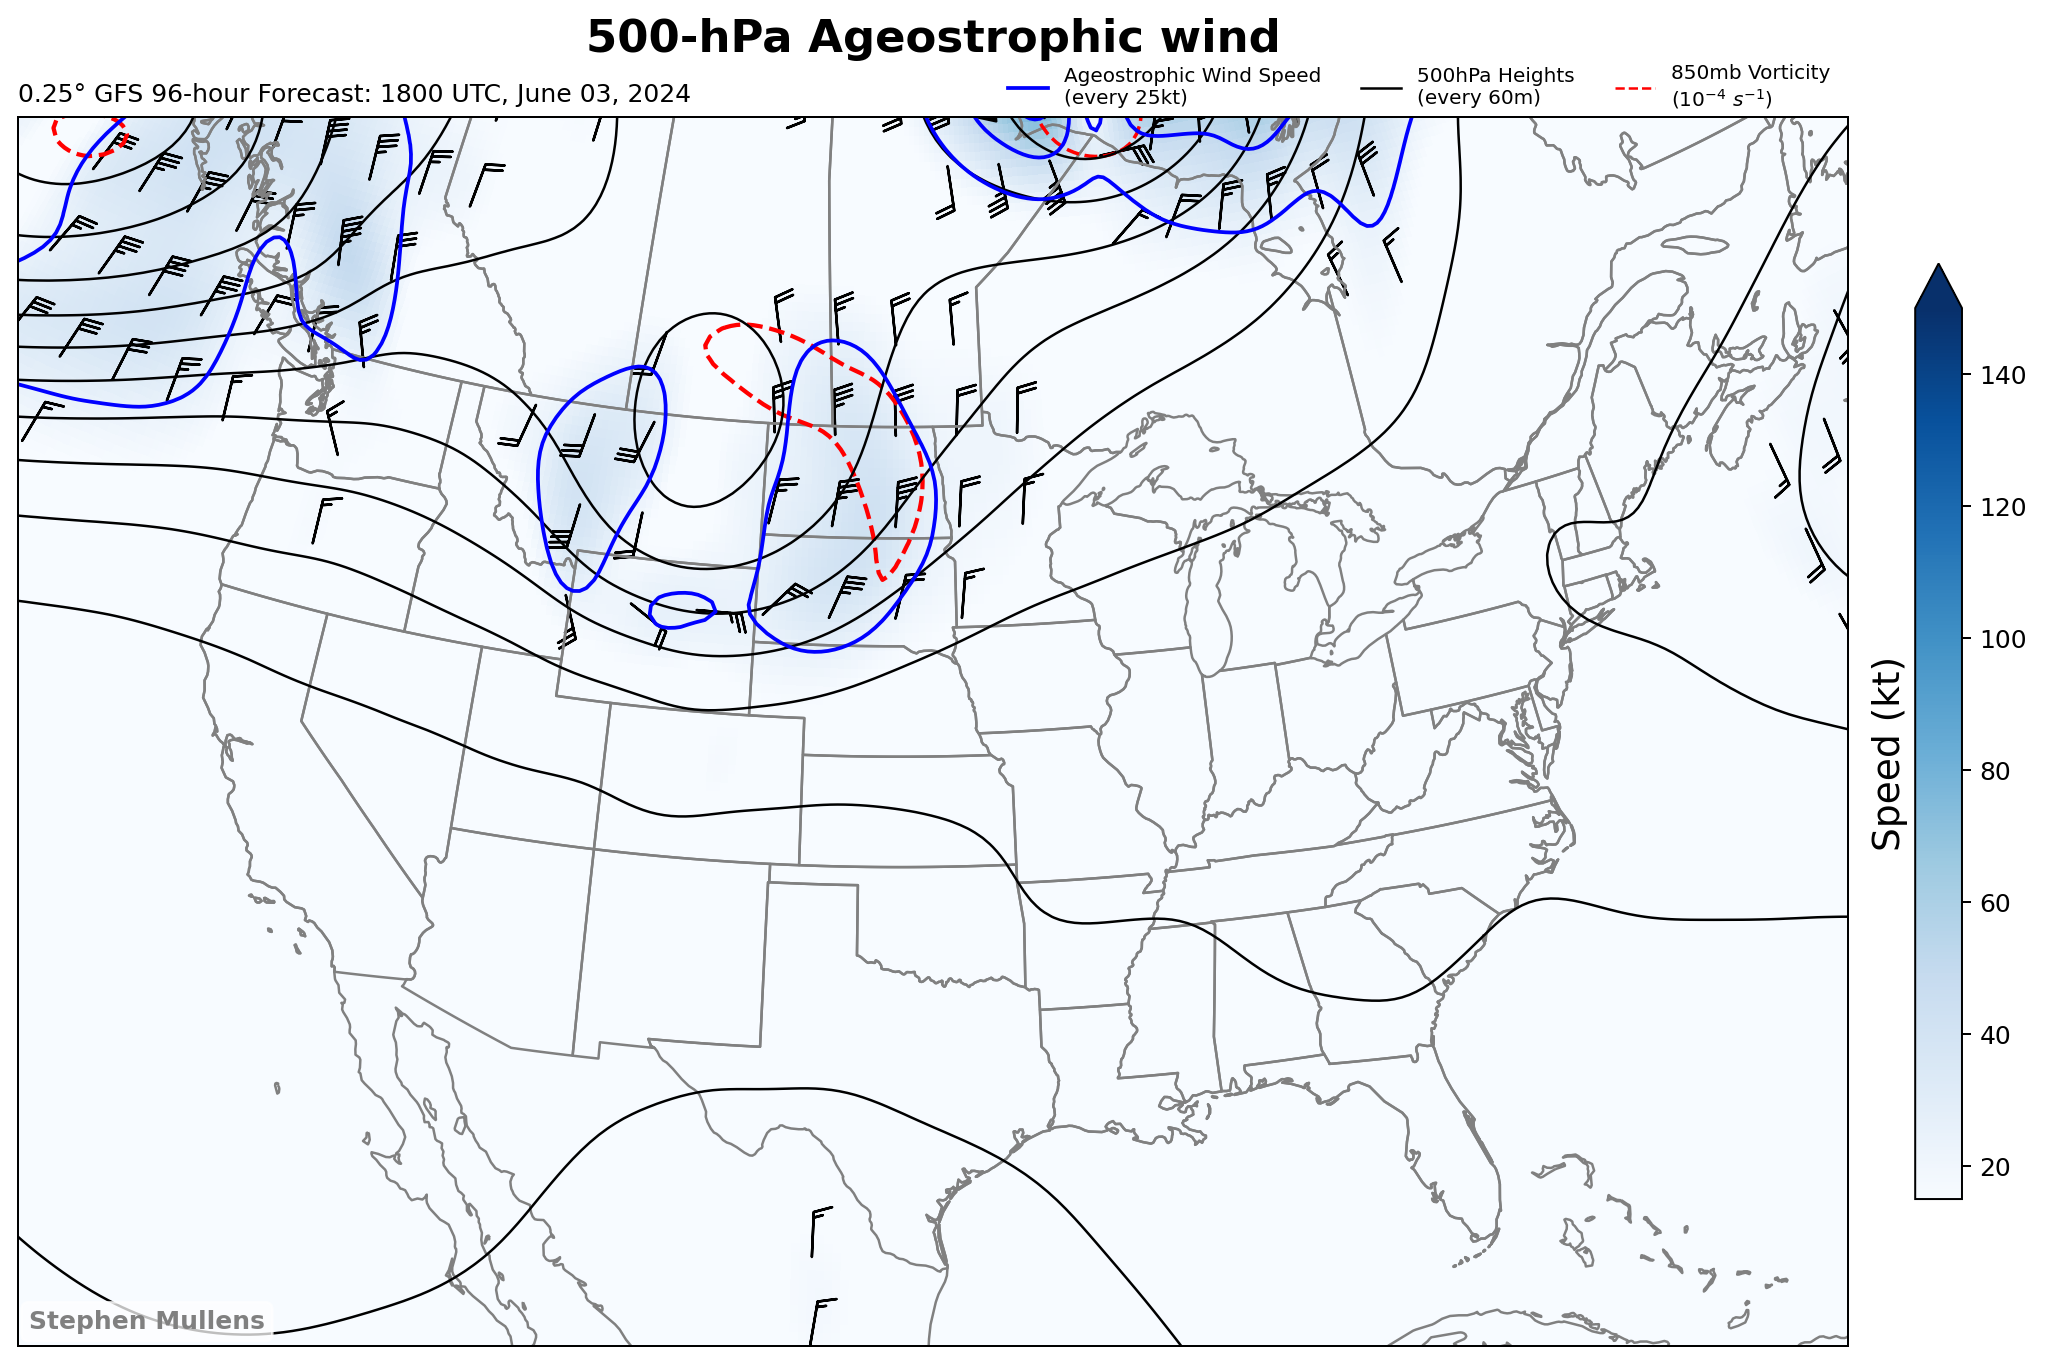 500-hPa Ageostrophic wind
0.25° GFS 96-hour Forecast: 1800 UTC, June 03, 2024
Ageostrophic Wind Speed
(every 25kt)
500hPa Heights
(every 60m)
850mb Vorticity
(10⁻⁴ s⁻¹)
140
120
100
80
60
40
20
Speed (kt)
Stephen Mullens